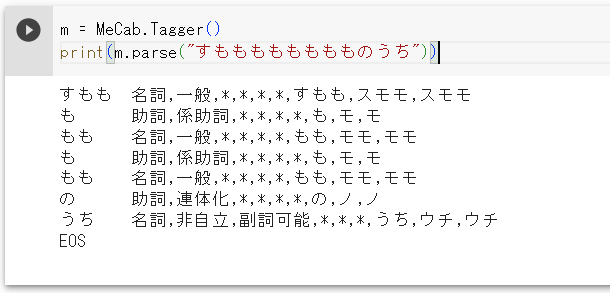 m = MeCab.Tagger()
print(m.parse("すもももももももものうち"))
すもも 名詞,一般,*,*,*,*,すもも,スモモ,スモモ
も 助詞,係助詞,*,*,*,*,も,モ,モ
もも 名詞,一般,*,*,*,*,もも,モモ,モモ
も 助詞,係助詞,*,*,*,*,も,モ,モ
もも 名詞,一般,*,*,*,*,もも,モモ,モモ
の 助詞,連体化,*,*,*,*,の,ノ,ノ
うち 名詞,非自立,副詞可能,*,*,*,うち,ウチ,ウチ
EOS